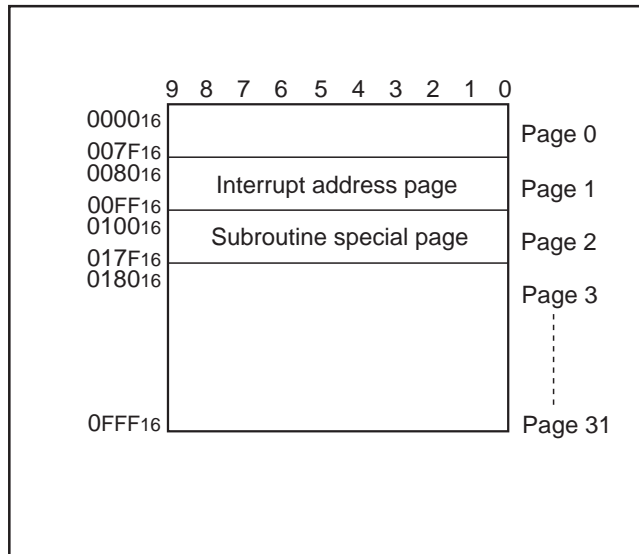 9 8 7 6 5 4 3 2 1 0
000016
Page 0
007F16
008016
Interrupt address page
Page 1
00FF16
010016
Subroutine special page
Page 2
017F16
018016
Page 3
0FFF16
Page 31